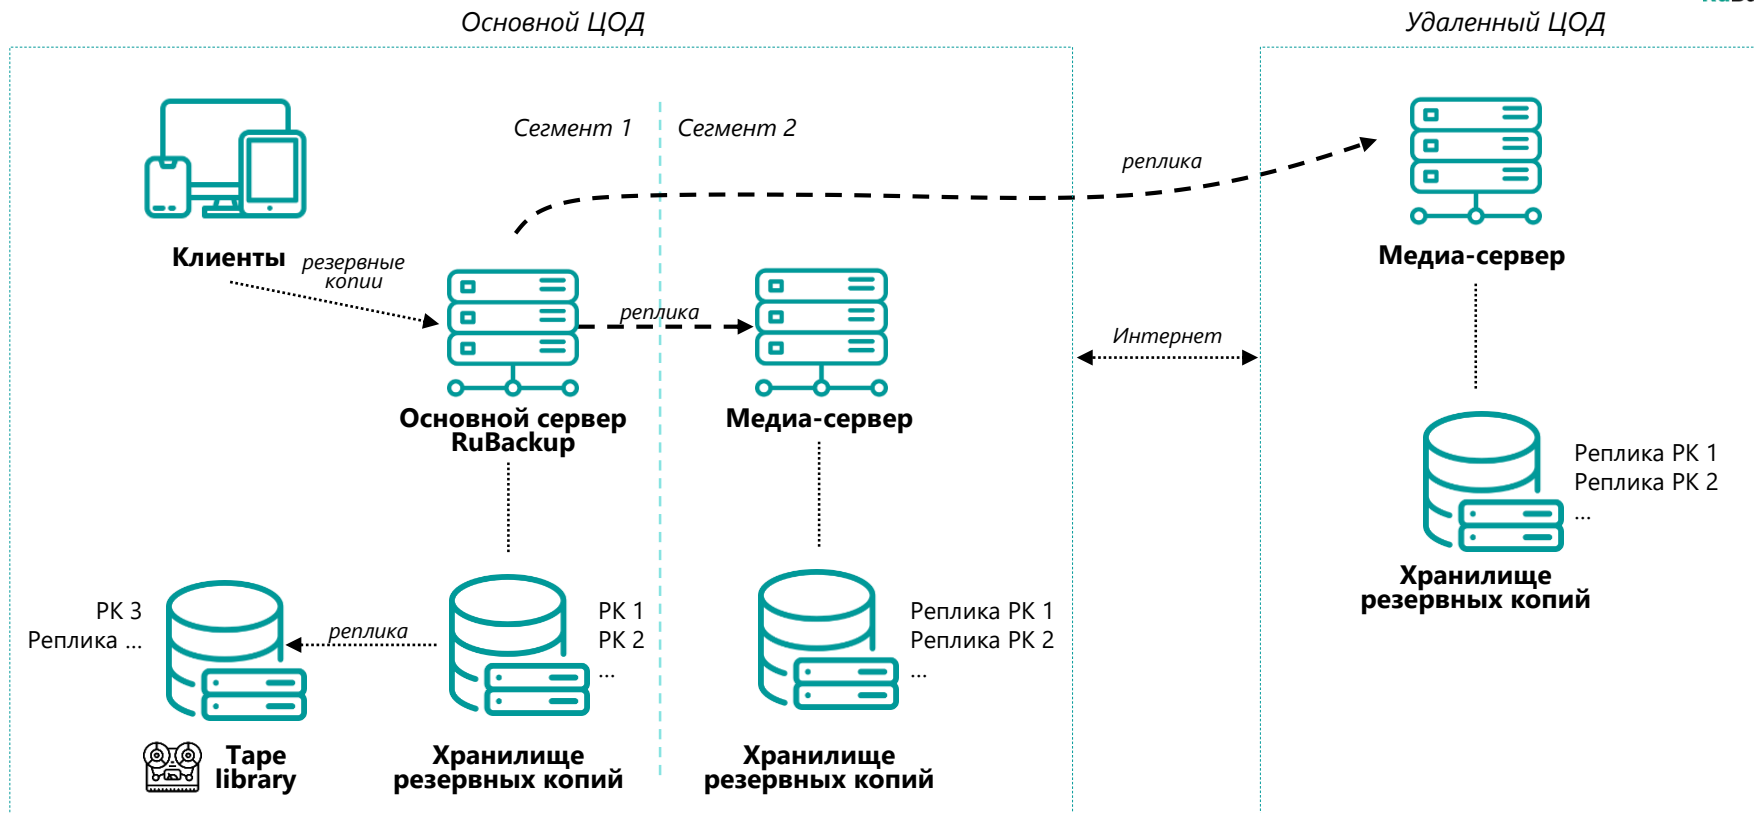 Основной ЦОД
Удаленный ЦОД
Сегмент 1
Сегмент 2
реплика
Клиенты
резервные
копии
Медиа-сервер
реплика
Интернет
Основной сервер
RuBackup
Медиа-сервер
Реплика РК 1
Реплика РК 2
...
Хранилище
резервных копий
РК 3
Реплика ...
реплика
РК 1
РК 2
...
Реплика РК 1
Реплика РК 2
...
Tape
library
Хранилище
резервных копий
Хранилище
резервных копий